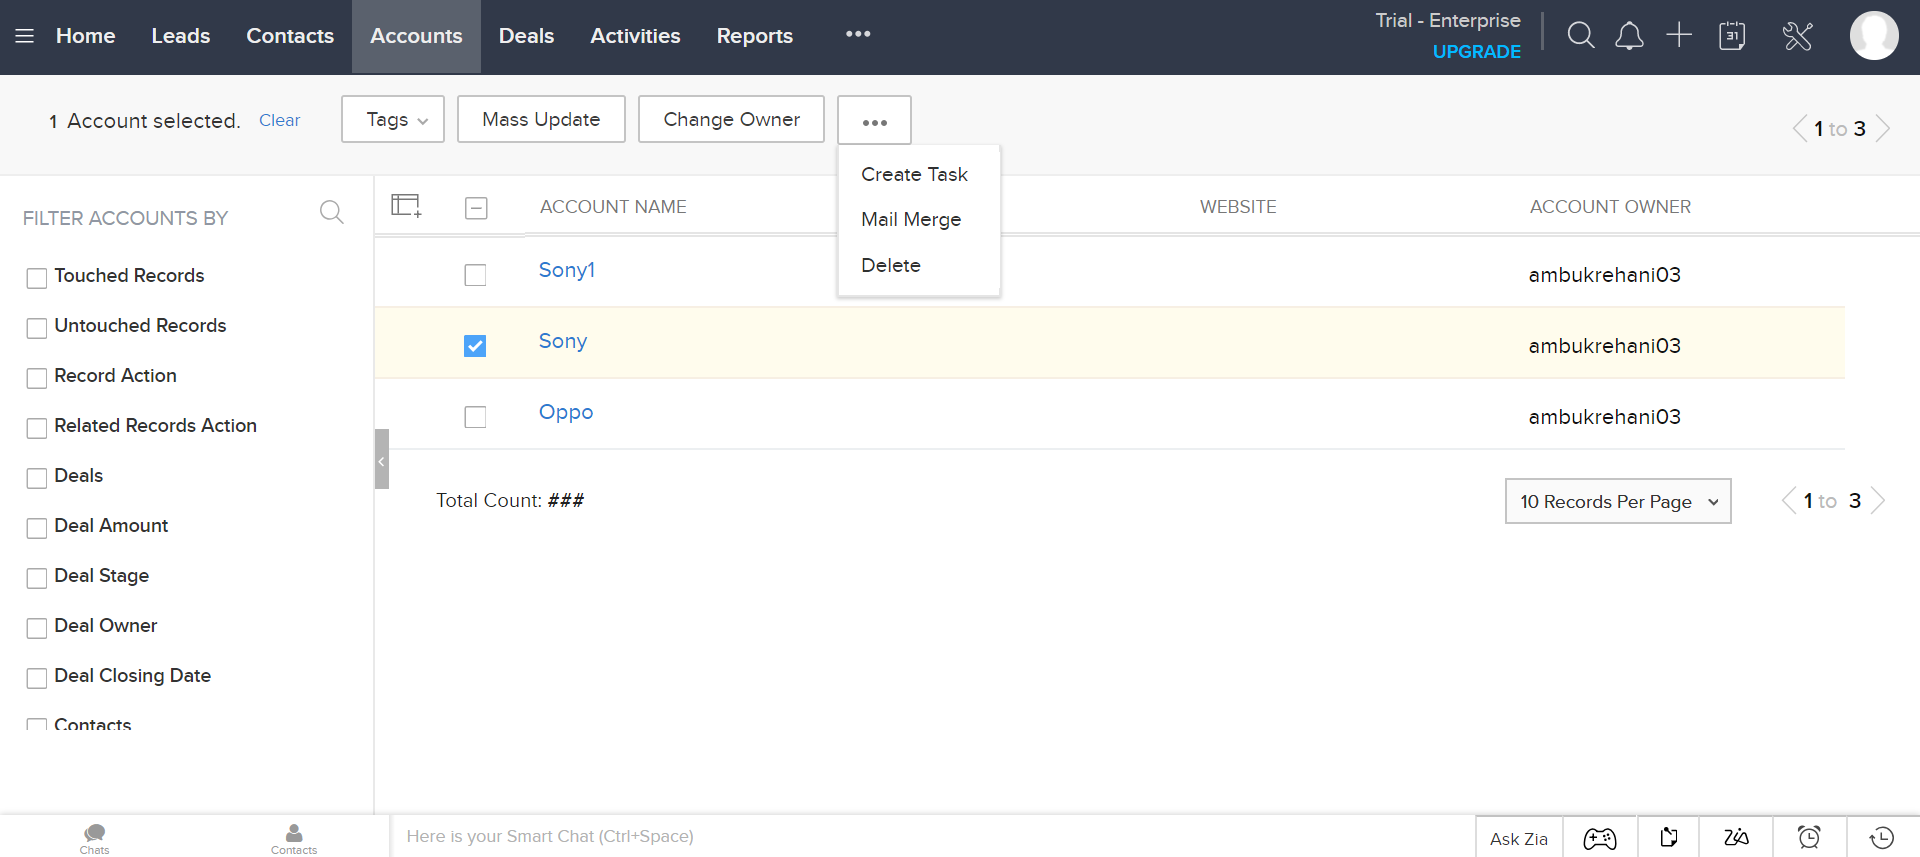 Home Leads Contacts Accounts Deals Activities Reports
Trial - Enterprise
UPGRADE
31
1 Account selected. Clear Tags Mass Update Change Owner
1 to 3
Create Task
Mail Merge
Delete
FILTER ACCOUNTS BY
Touched Records
Untouched Records
Record Action
Related Records Action
Deals
Deal Amount
Deal Stage
Deal Owner
Deal Closing Date
Contacts
ACCOUNT NAME WEBSITE ACCOUNT OWNER
Sony1 ambukrehani03
Sony ambukrehani03
Oppo ambukrehani03
Total Count: ### 10 Records Per Page 1 to 3
Chats
Contacts
Here is your Smart Chat (Ctrl+Space)
Ask Zia